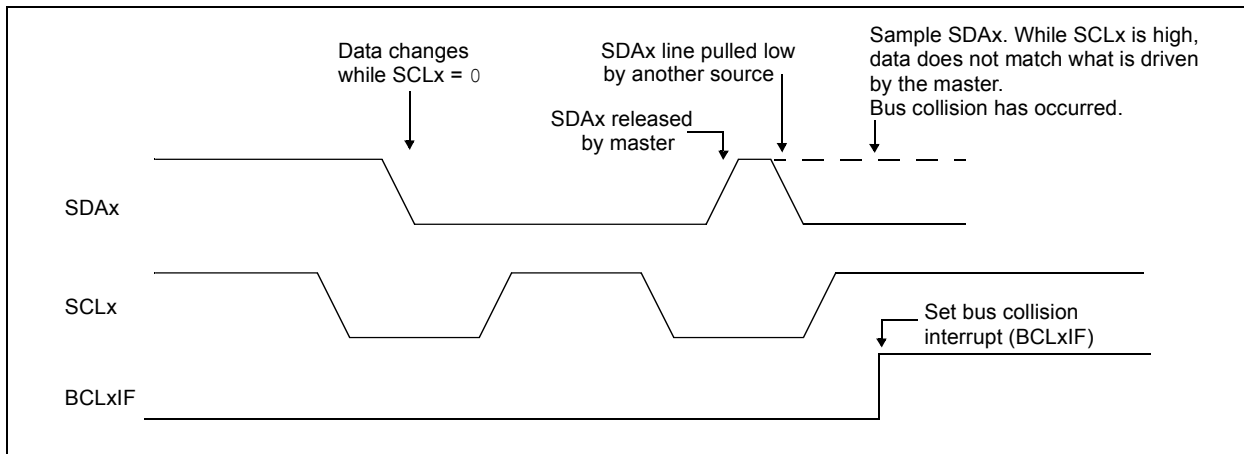 Data changes
while SCLx = 0
SDAx line pulled low
by another source
Sample SDAx. While SCLx is high,
data does not match what is driven
by the master.
Bus collision has occurred.
SDAx released
by master
SDAx
SCLx
Set bus collision
interrupt (BCLxIF)
BCLxIF